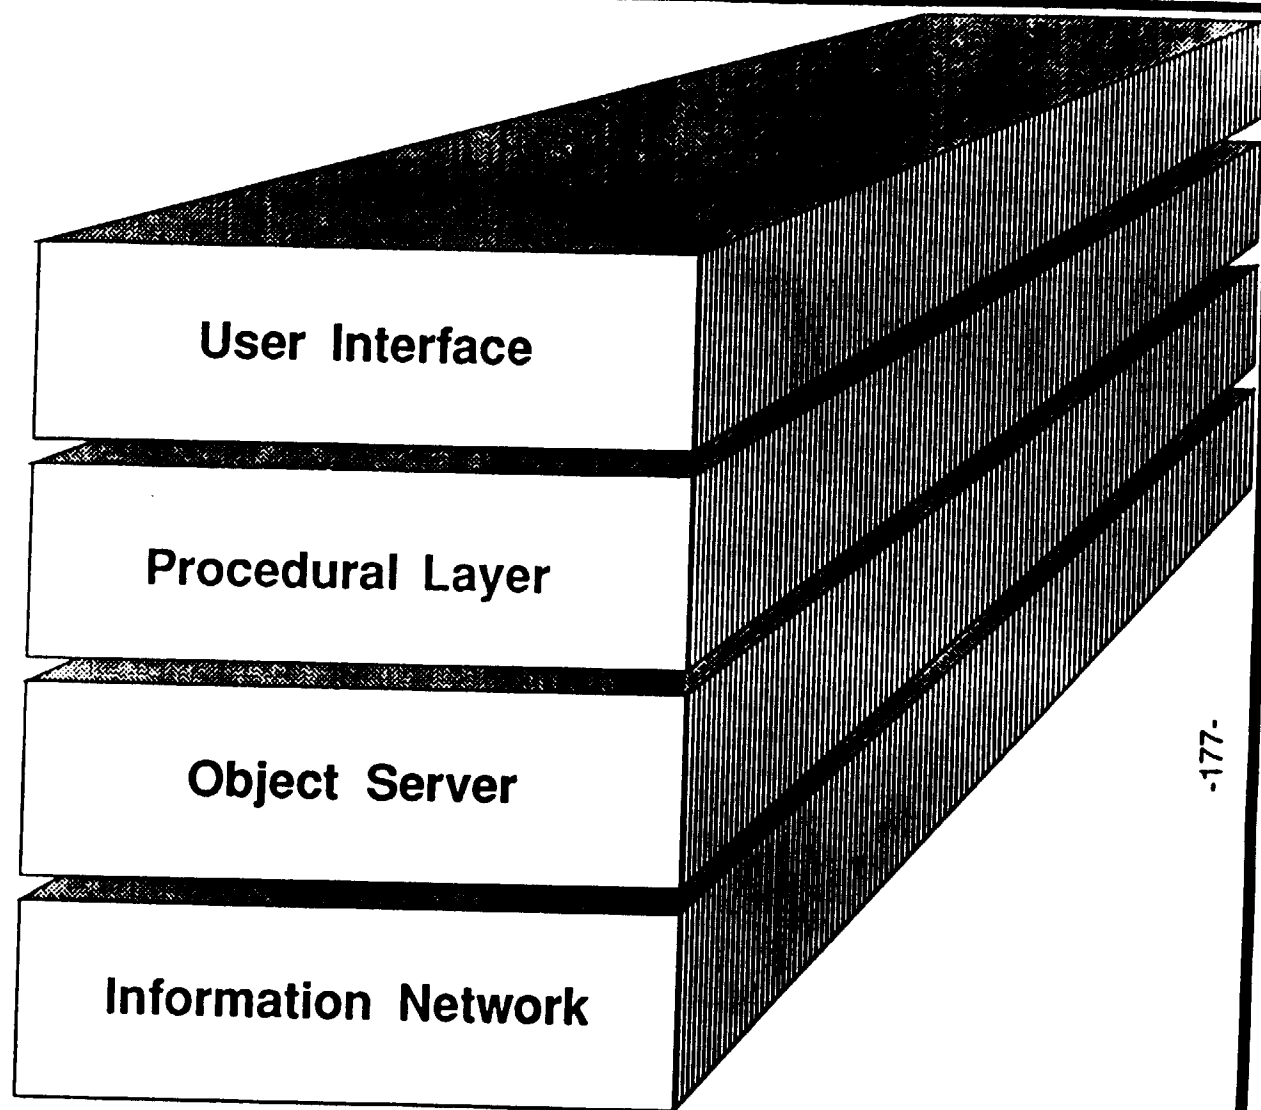 User Interface
Procedural Layer
Object Server
Information Network
-177-